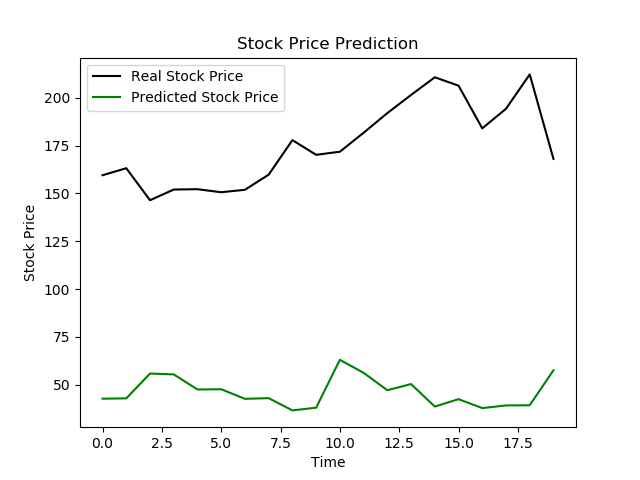 Stock Price Prediction
Real Stock Price
Predicted Stock Price
Stock Price
200
175
150
125
100
75
50
0.0 2.5 5.0 7.5 10.0 12.5 15.0 17.5
Time